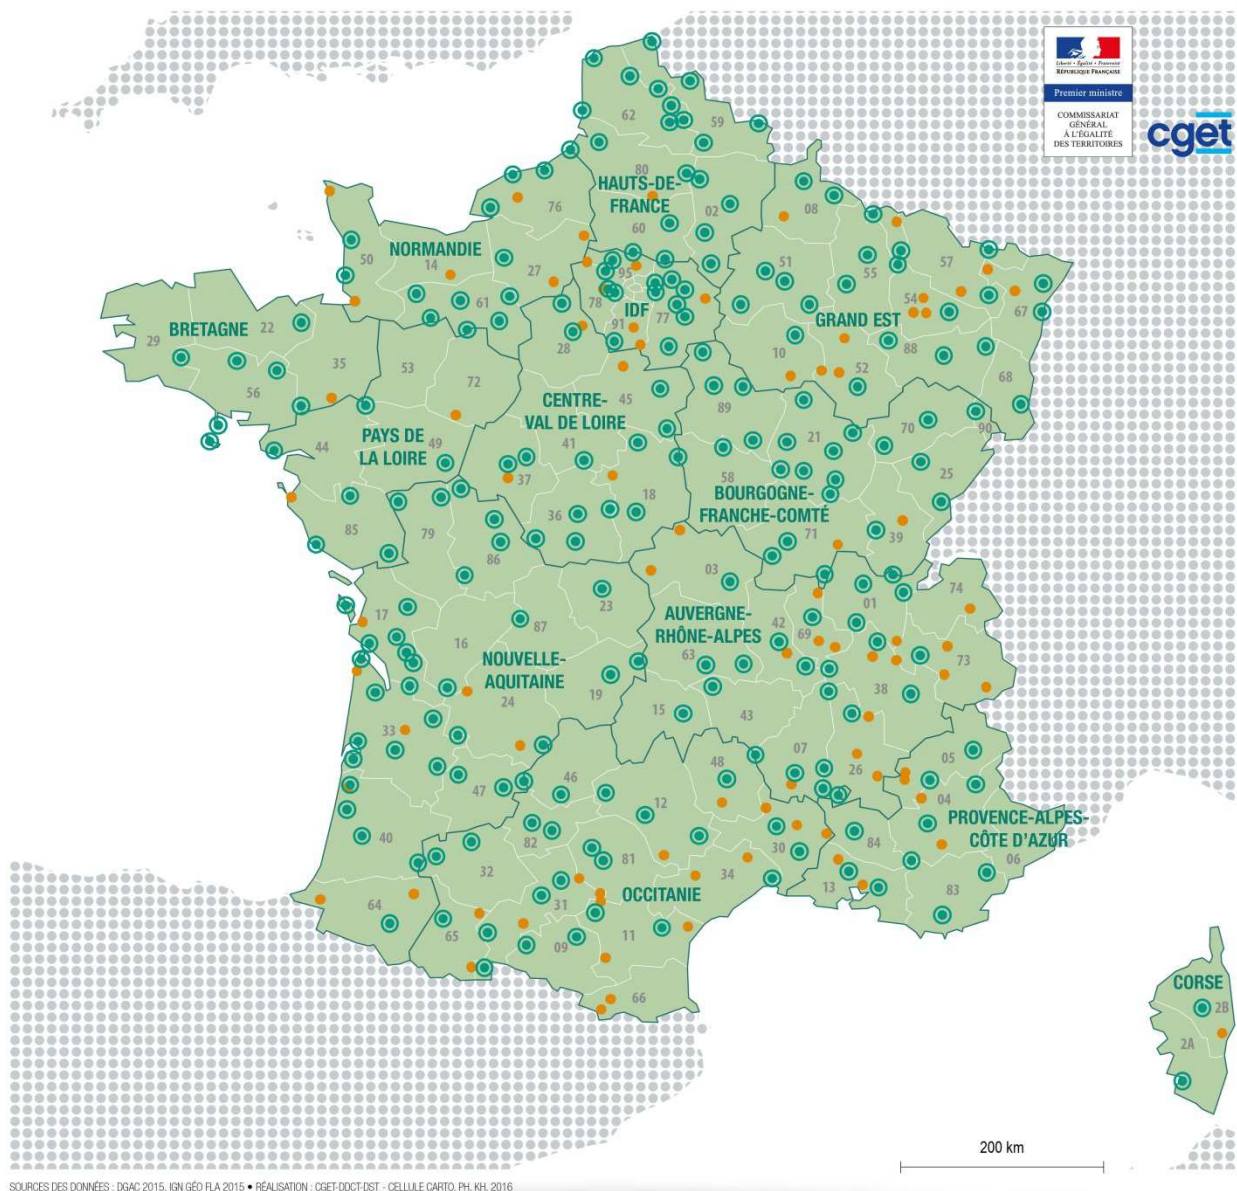 Liberté • Égalité • Fraternité
RÉPUBLIQUE FRANÇAISE
Premier ministre
COMMISSARIAT
GÉNÉRAL
À L'ÉGALITÉ
DES TERRITOIRES
cget
62
59
80
HAUTS-DE-
FRANCE
02
60
08
76
NORMANDIE
50
14
27
61
95
78
IDF
77
91
51
55
57
54
67
GRAND EST
88
10
52
68
BRETAGNE
29
22
35
56
53
72
28
45
CENTRE-
VAL DE LOIRE
41
37
18
36
PAYS DE
LA LOIRE
44
49
85
79
86
89
21
70
90
25
58
BOURGOGNE-
FRANCHE-COMTÉ
71
39
03
AUVERGNE-
RHÔNE-ALPES
42
69
01
74
73
63
38
15
43
07
26
17
16
87
23
NOUVELLE-
AQUITAINE
24
19
33
47
40
64
46
48
12
82
81
30
32
31
34
OCCITANIE
65
09
11
66
05
04
PROVENCE-ALPES-
CÔTE D'AZUR
06
84
13
83
CORSE
2B
2A
200 km
SOURCES DES DONNÉES : DGAC 2015, IGN GÉO FLA 2015 • RÉALISATION : CGET-DDCT-DST - CELLULE CARTO, PH. KH. 2016